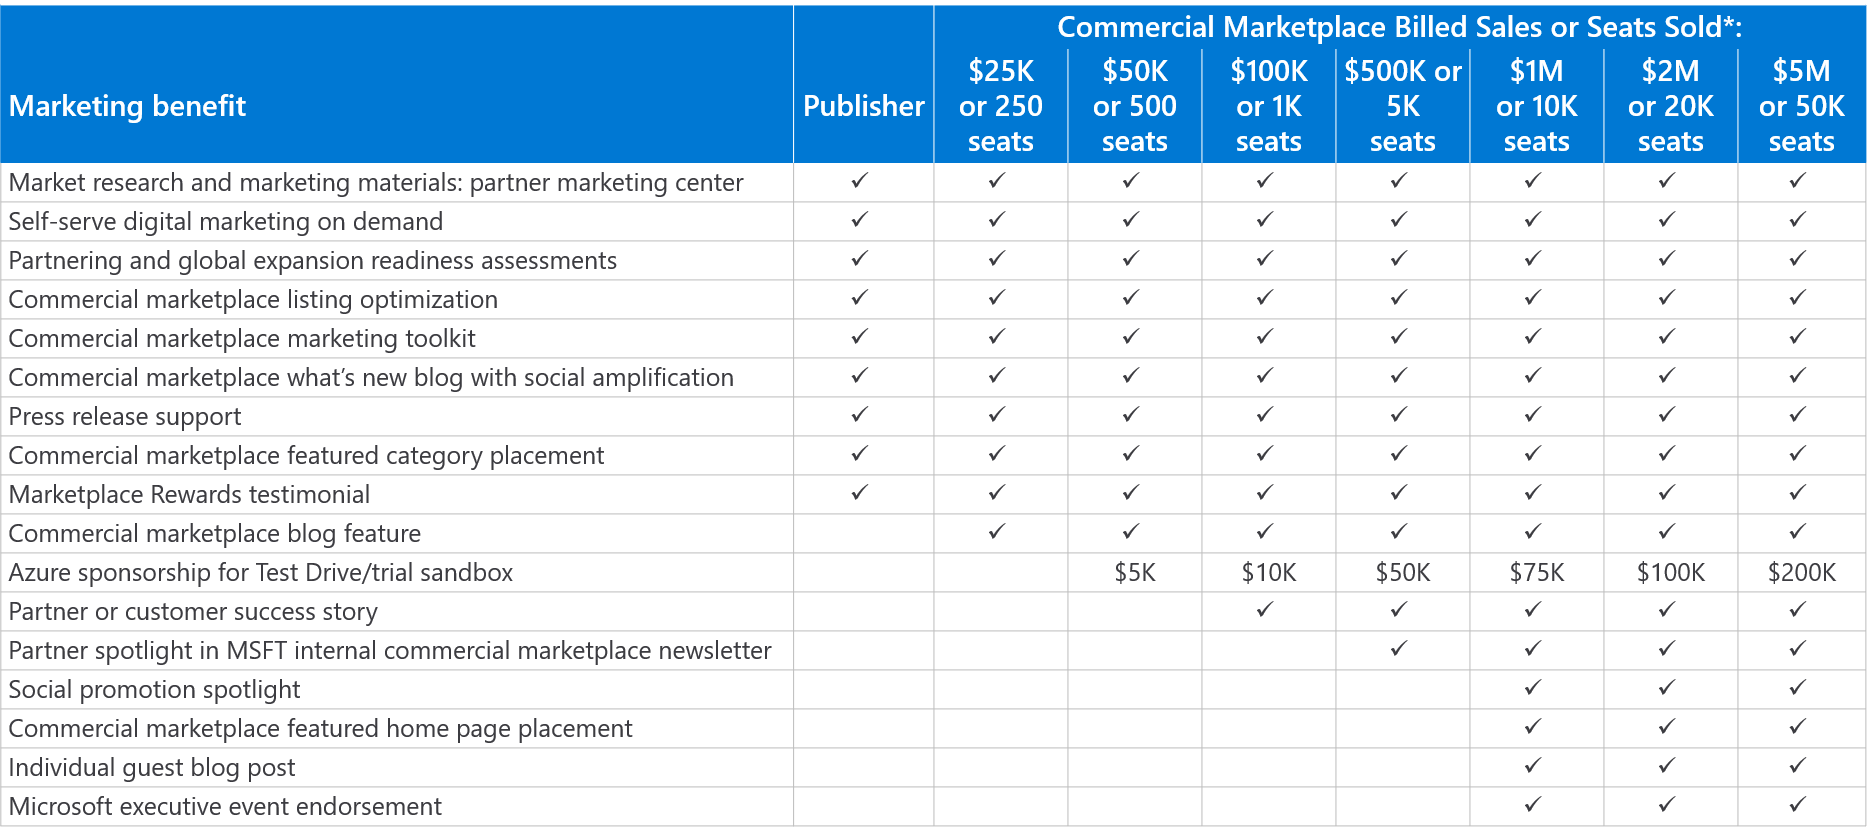 Commercial Marketplace Billed Sales or Seats Sold*:
Marketing benefit
Publisher
$25K
or 250
seats
$50K
or 500
seats
$100K
or 1K
seats
$500K or
5K
seats
$1M
or 10K
seats
$2M
or 20K
seats
$5M
or 50K
seats
Market research and marketing materials: partner marketing center ✓ ✓ ✓ ✓ ✓ ✓ ✓ ✓
Self-serve digital marketing on demand ✓ ✓ ✓ ✓ ✓ ✓ ✓ ✓
Partnering and global expansion readiness assessments ✓ ✓ ✓ ✓ ✓ ✓ ✓ ✓
Commercial marketplace listing optimization ✓ ✓ ✓ ✓ ✓ ✓ ✓ ✓
Commercial marketplace marketing toolkit ✓ ✓ ✓ ✓ ✓ ✓ ✓ ✓
Commercial marketplace what’s new blog with social amplification ✓ ✓ ✓ ✓ ✓ ✓ ✓ ✓
Press release support ✓ ✓ ✓ ✓ ✓ ✓ ✓ ✓
Commercial marketplace featured category placement ✓ ✓ ✓ ✓ ✓ ✓ ✓ ✓
Marketplace Rewards testimonial ✓ ✓ ✓ ✓ ✓ ✓ ✓ ✓
Commercial marketplace blog feature ✓ ✓ ✓ ✓ ✓ ✓ ✓
Azure sponsorship for Test Drive/trial sandbox $5K $10K $50K $75K $100K $200K
Partner or customer success story ✓ ✓ ✓ ✓ ✓
Partner spotlight in MSFT internal commercial marketplace newsletter ✓ ✓ ✓ ✓
Social promotion spotlight ✓ ✓ ✓
Commercial marketplace featured home page placement ✓ ✓ ✓
Individual guest blog post ✓ ✓ ✓
Microsoft executive event endorsement ✓ ✓ ✓